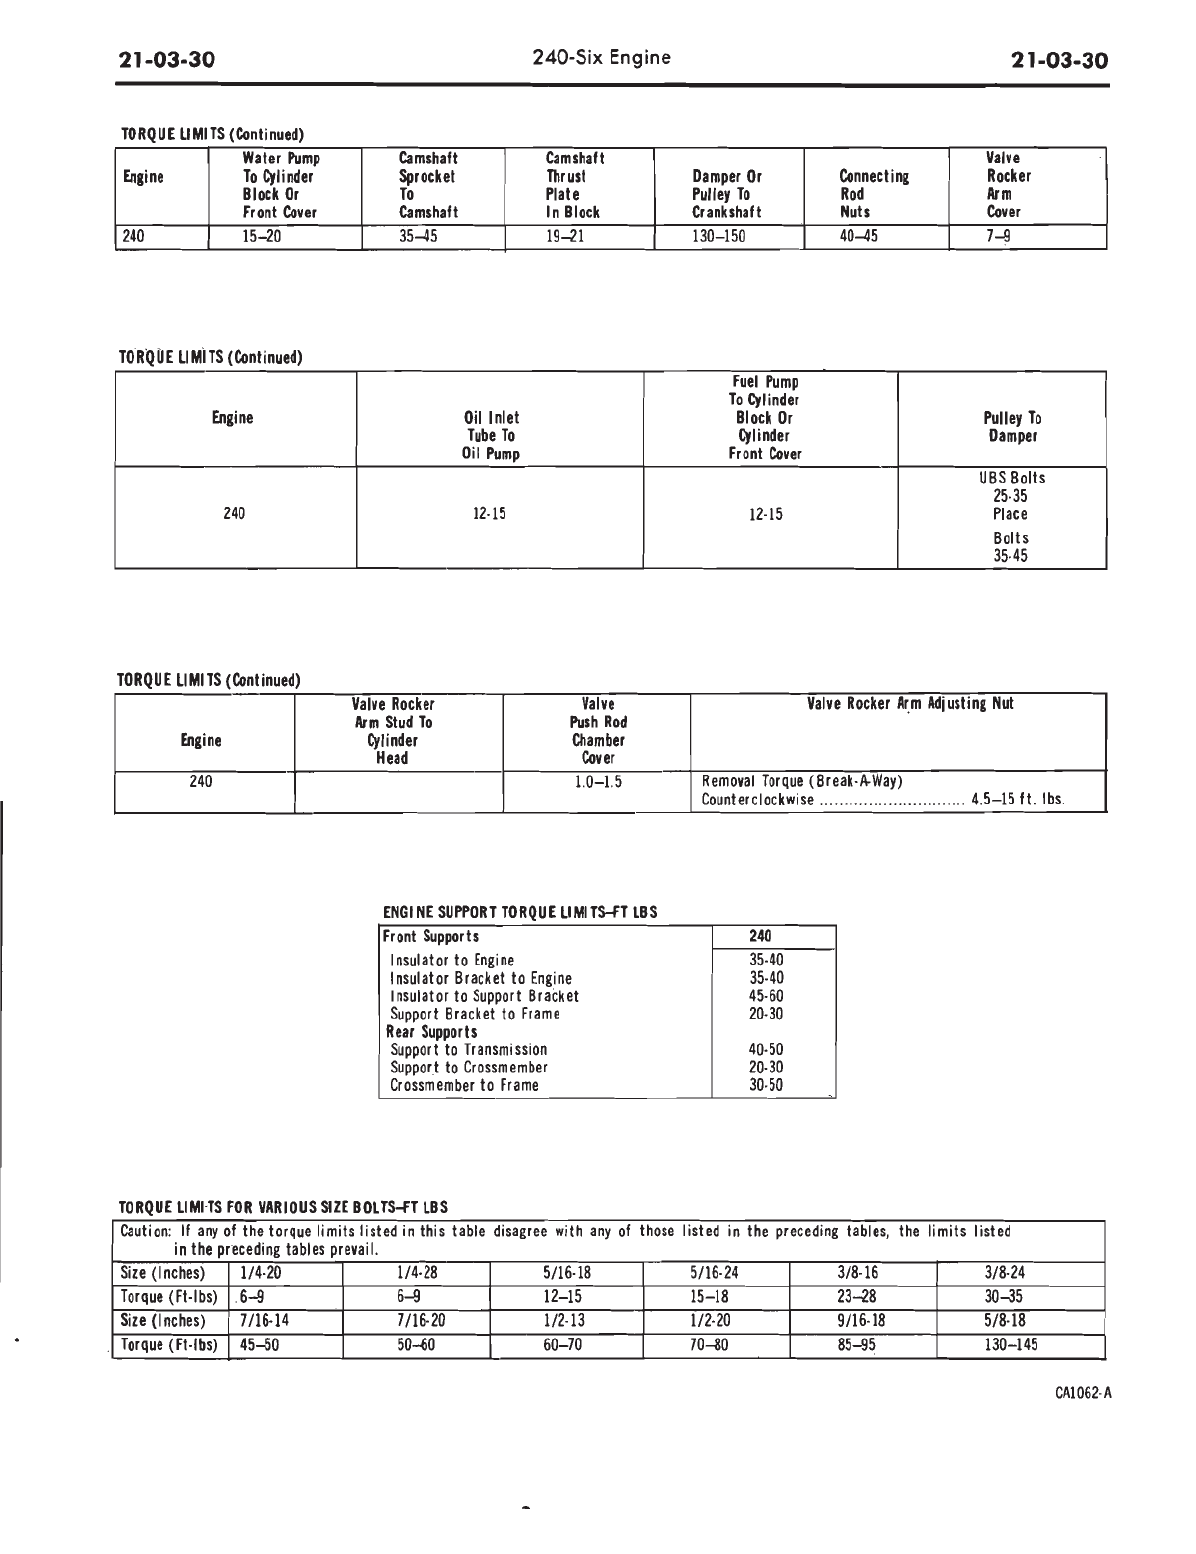 21-03-30 240-Six Engine 21-03-30
TORQUE LIMITS (Continued)
Engine
Water Pump To Cylinder Block Or Front Cover
Camshaft Sprocket To Camshaft
Camshaft Thrust Plate In Block
Damper Or Pulley To Crankshaft
Connecting Rod Nuts
Valve Rocker Arm Cover
240 15–20 35–45 19–21 130–150 40–45 7–9
TORQUE LIMITS (Continued)
Engine
Oil Inlet Tube To Oil Pump
Fuel Pump To Cylinder Block Or Cylinder Front Cover
Pulley To Damper
240 12-15 12-15
UBS Bolts
25-35
Place
Bolts
35-45
TORQUE LIMITS (Continued)
Engine
Valve Rocker Arm Stud To Cylinder Head
Valve Push Rod Chamber Cover
Valve Rocker Arm Adjusting Nut
240 1.0–1.5 Removal Torque (Break-A-Way)
Counterclockwise ............................. 4.5–15 ft. lbs.
ENGINE SUPPORT TORQUE LIMITS–FT LBS
Front Supports 240
Insulator to Engine 35-40
Insulator Bracket to Engine 35-40
Insulator to Support Bracket 45-60
Support Bracket to Frame 20-30
Rear Supports
Support to Transmission 40-50
Support to Crossmember 20-30
Crossmember to Frame 30-50
TORQUE LIMITS FOR VARIOUS SIZE BOLTS–FT LBS
Caution: If any of the torque limits listed in this table disagree with any of those listed in the preceding tables, the limits listed
in the preceding tables prevail.
Size (Inches) 1/4-20 1/4-28 5/16-18 5/16-24 3/8-16 3/8-24
Torque (Ft-lbs) 6–9 6–9 12–15 15–18 23–28 30–35
Size (Inches) 7/16-14 7/16-20 1/2-13 1/2-20 9/16-18 5/8-18
Torque (Ft-lbs) 45–50 50–60 60–70 70–80 85–95 130–145
CA1062-A